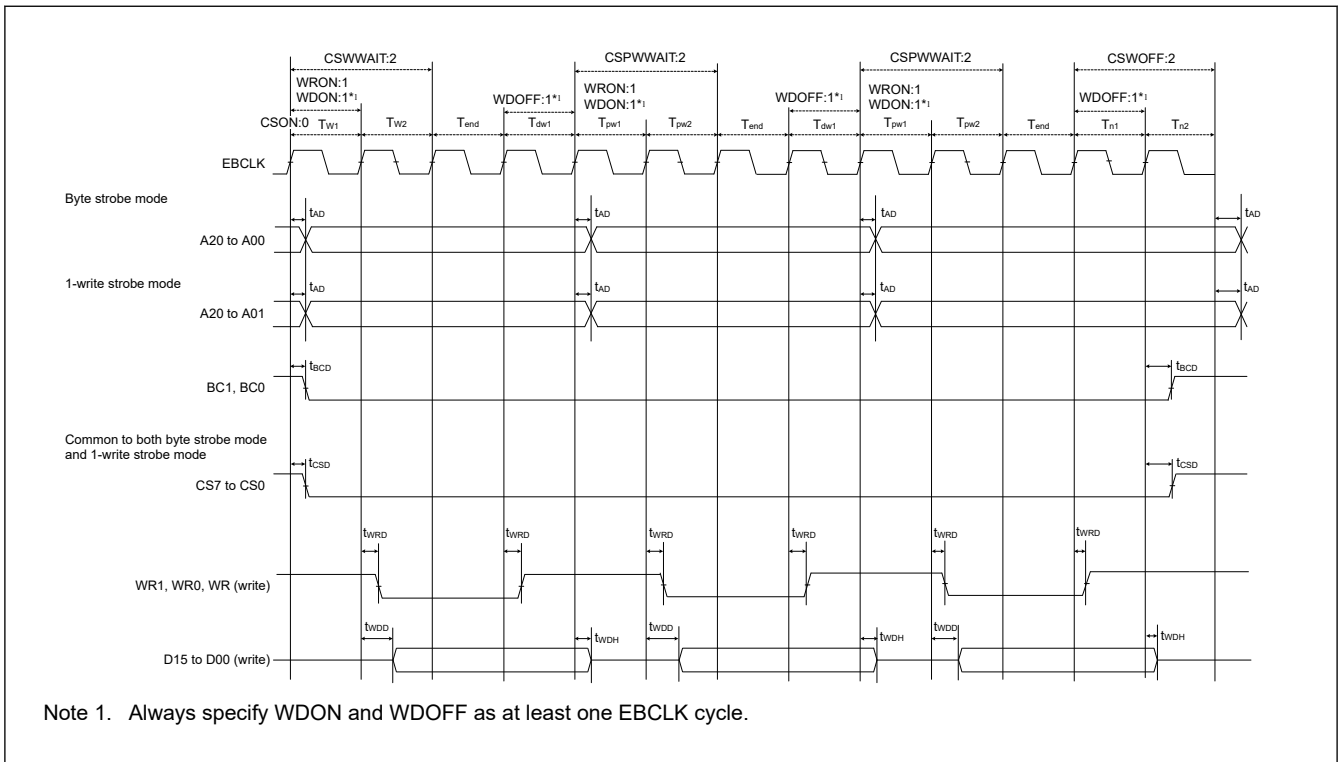 CSWWAIT:2 CSPWWAIT:2 CSPWWAIT:2 CSWOFF:2
WRON:1 WRON:1 WRON:1
WDON:1*1 WDOFF:1*1 WDON:1*1 WDOFF:1*1 WDON:1*1 WDOFF:1*1
CSON:0 TW1 TW2 Tend Tdw1 Tpw1 Tpw2 Tend Tdw1 Tpw1 Tpw2 Tend Tn1 Tn2
EBCLK
Byte strobe mode
tAD tAD tAD tAD
A20 to A00
1-write strobe mode
tAD tAD tAD tAD
A20 to A01
tBCD tBCD
BC1, BC0
Common to both byte strobe mode
and 1-write strobe mode
tCSD tCSD
CS7 to CS0
tWRD tWRD tWRD tWRD tWRD tWRD
WR1, WR0, WR (write)
tWDD tWDH tWDD tWDH tWDD tWDH
D15 to D00 (write)
Note 1. Always specify WDON and WDOFF as at least one EBCLK cycle.